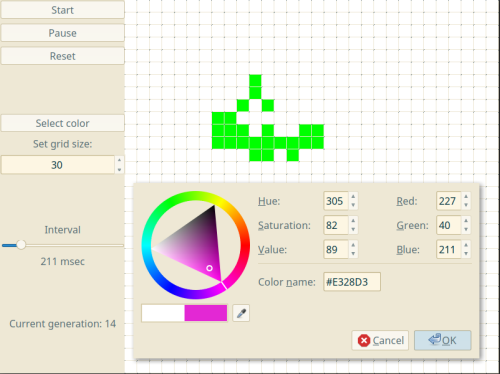 Start
Pause
Reset
Select color
Set grid size:
30
Interval
211 msec
Current generation: 14
Hue: 305 Red: 227
Saturation: 82 Green: 40
Value: 89 Blue: 211
Color name: #E328D3
Cancel OK